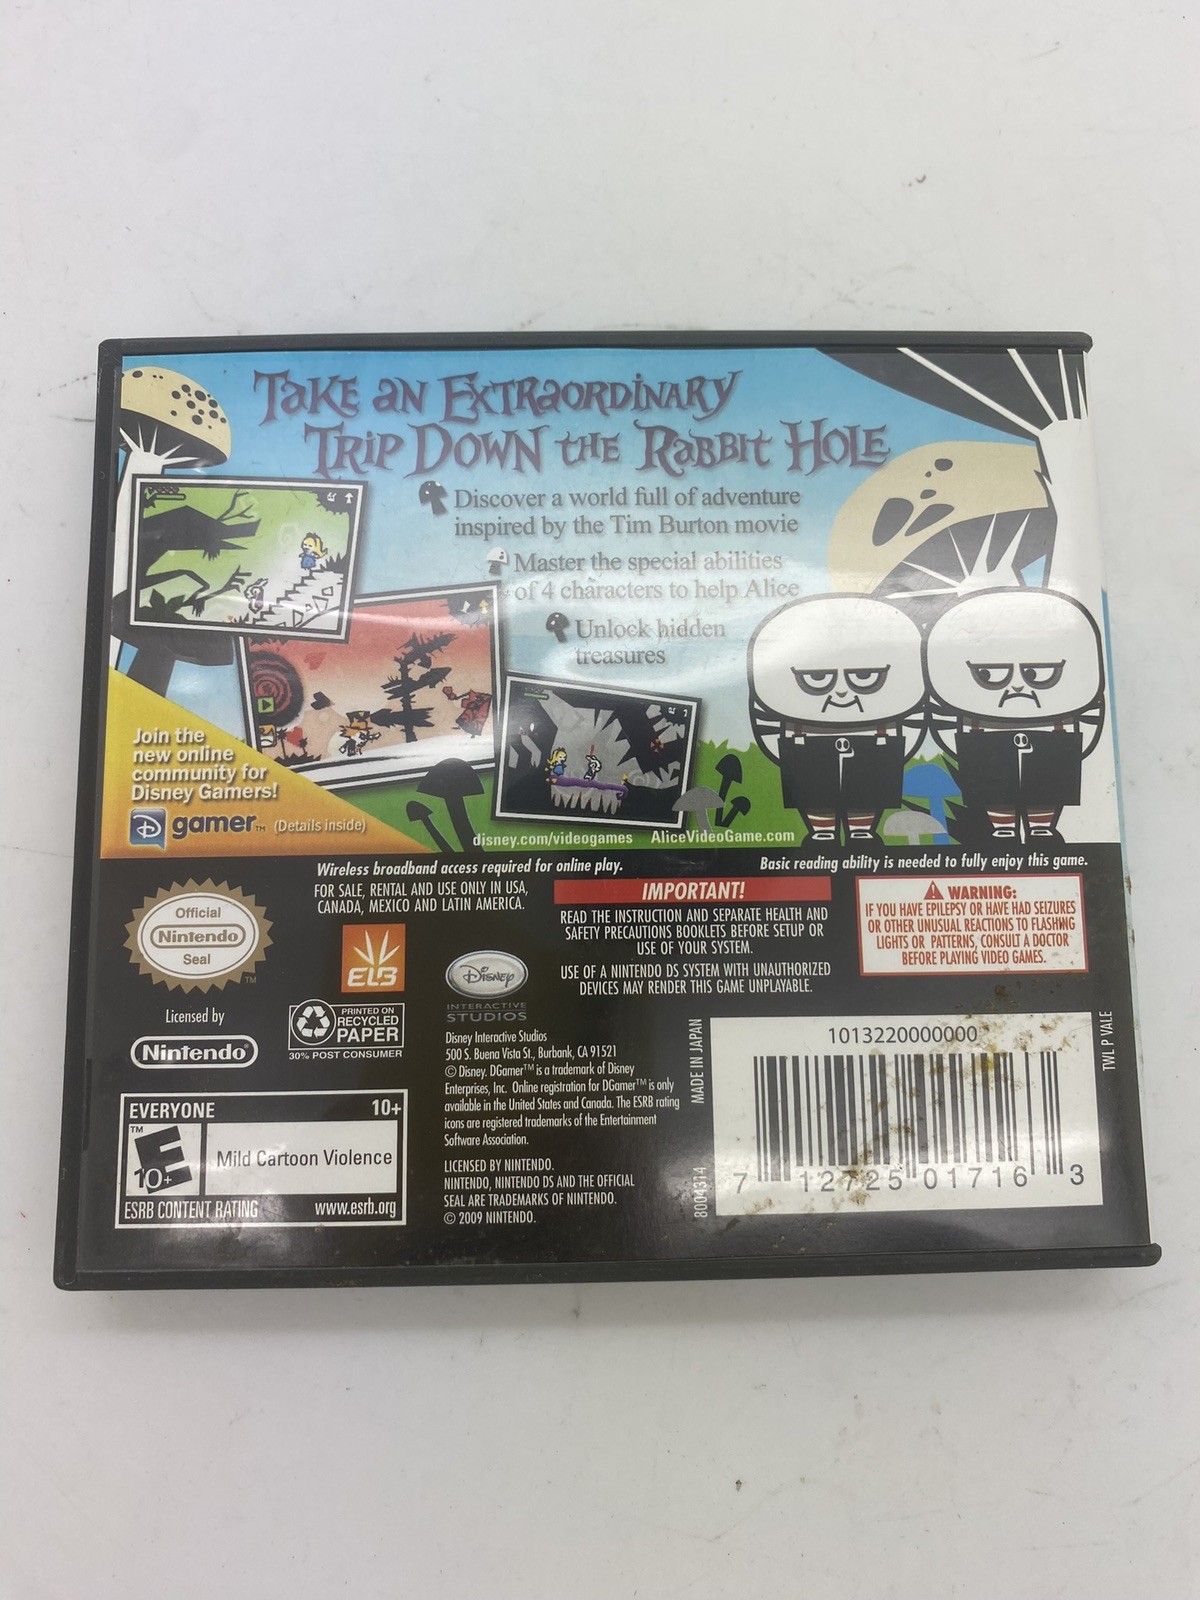 Take an Extraordinary
Trip Down the Rabbit Hole
Discover a world full of adventure
inspired by the Tim Burton movie
Master the special abilities
of 4 characters to help Alice
Unlock hidden
treasures
Join the
new online
community for
Disney Gamers!
D gamer™ (Details inside)
disney.com/videogames AliceVideoGame.com
Wireless broadband access required for online play.
Basic reading ability is needed to fully enjoy this game.
Official
Nintendo
Seal
TM
Licensed by
Nintendo®
FOR SALE, RENTAL AND USE ONLY IN USA,
CANADA, MEXICO AND LATIN AMERICA.
PRINTED ON
RECYCLED
PAPER
30% POST CONSUMER
EVERYONE 10+
TM
E
10+
Mild Cartoon Violence
ESRB CONTENT RATING www.esrb.org
IMPORTANT!
READ THE INSTRUCTION AND SEPARATE HEALTH AND
SAFETY PRECAUTIONS BOOKLETS BEFORE SETUP OR
USE OF YOUR SYSTEM.
USE OF A NINTENDO DS SYSTEM WITH UNAUTHORIZED
DEVICES MAY RENDER THIS GAME UNPLAYABLE.
WARNING:
IF YOU HAVE EPILEPSY OR HAVE HAD SEIZURES
OR OTHER UNUSUAL REACTIONS TO FLASHING
LIGHTS OR PATTERNS, CONSULT A DOCTOR
BEFORE PLAYING VIDEO GAMES.
Disney
INTERACTIVE
STUDIOS
Disney Interactive Studios
500 S. Buena Vista St., Burbank, CA 91521
© Disney. DGamer™ is a trademark of Disney
Enterprises, Inc. Online registration for DGamer™ is only
available in the United States and Canada. The ESRB rating
icons are registered trademarks of the Entertainment
Software Association.
LICENSED BY NINTENDO.
NINTENDO, NINTENDO DS AND THE OFFICIAL
SEAL ARE TRADEMARKS OF NINTENDO.
© 2009 NINTENDO.
MADE IN JAPAN
8004314
1013220000000
7 12725 01716 3
TWL P VALE